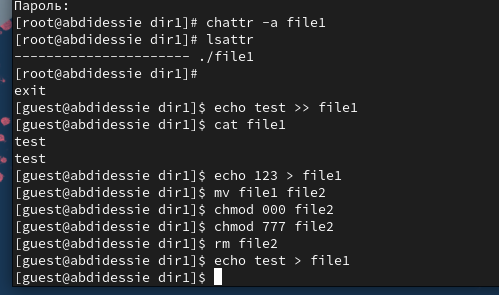 Пароль:
[root@abdidessie dir1]# chattr -a file1
[root@abdidessie dir1]# lsattr
---------------------- ./file1
[root@abdidessie dir1]#
exit
[guest@abdidessie dir1]$ echo test >> file1
[guest@abdidessie dir1]$ cat file1
test
test
[guest@abdidessie dir1]$ echo 123 > file1
[guest@abdidessie dir1]$ mv file1 file2
[guest@abdidessie dir1]$ chmod 000 file2
[guest@abdidessie dir1]$ chmod 777 file2
[guest@abdidessie dir1]$ rm file2
[guest@abdidessie dir1]$ echo test > file1
[guest@abdidessie dir1]$